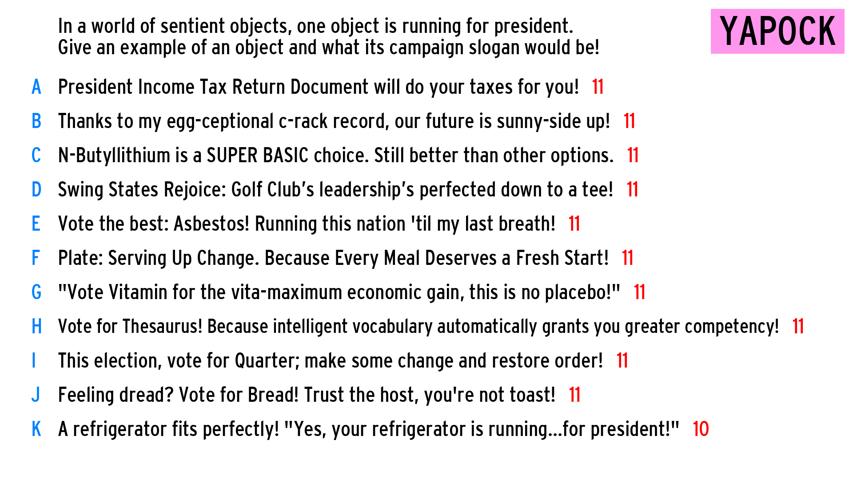 In a world of sentient objects, one object is running for president.
Give an example of an object and what its campaign slogan would be!
YAPOCK
A President Income Tax Return Document will do your taxes for you! 11
B Thanks to my egg-ceptional c-rack record, our future is sunny-side up! 11
C N-Butyllithium is a SUPER BASIC choice. Still better than other options. 11
D Swing States Rejoice: Golf Club's leadership's perfected down to a tee! 11
E Vote the best: Asbestos! Running this nation 'til my last breath! 11
F Plate: Serving Up Change. Because Every Meal Deserves a Fresh Start! 11
G "Vote Vitamin for the vita-maximum economic gain, this is no placebo!" 11
H Vote for Thesaurus! Because intelligent vocabulary automatically grants you greater competency! 11
I This election, vote for Quarter; make some change and restore order! 11
J Feeling dread? Vote for Bread! Trust the host, you're not toast! 11
K A refrigerator fits perfectly! "Yes, your refrigerator is running...for president!" 10